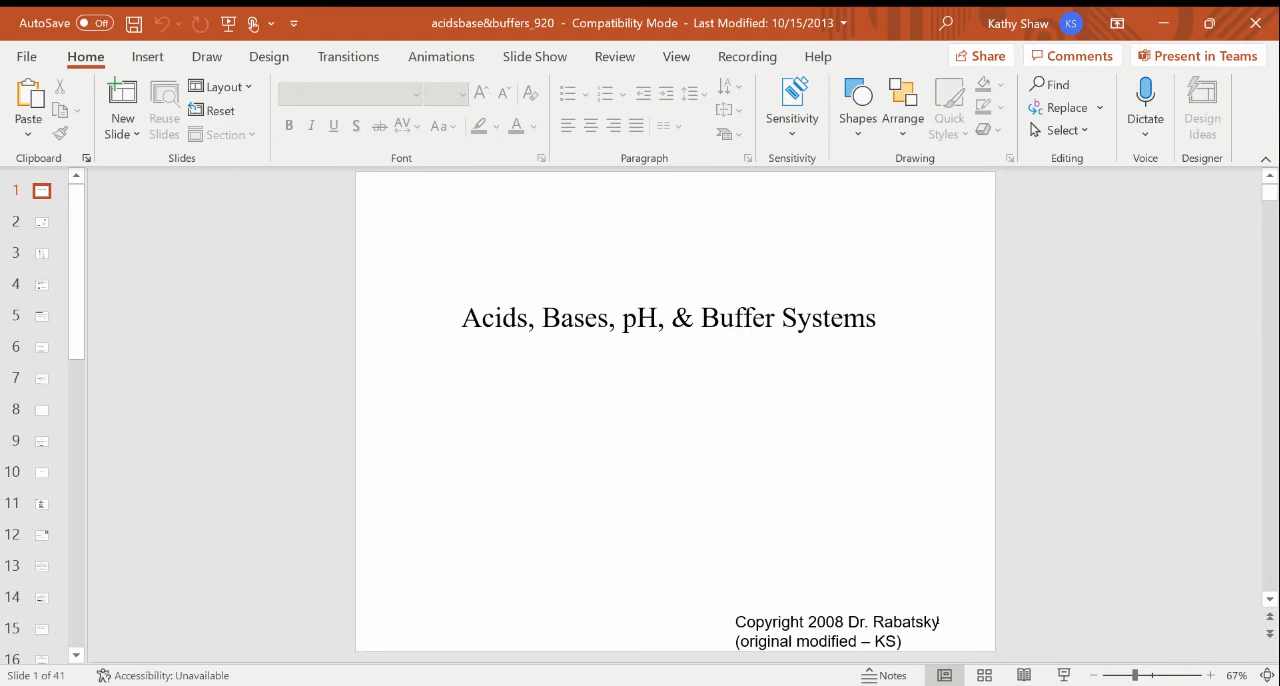 AutoSave Off acidsbase&buffers_920 - Compatibility Mode - Last Modified: 10/15/2013 Kathy Shaw KS
File Home Insert Draw Design Transitions Animations Slide Show Review View Recording Help Share Comments Present in Teams
Paste
Clipboard
New Slide
Reuse Slides
Layout
Reset
Section
Slides
B I U S ab AV Aa A
Font
Paragraph
Sensitivity
Sensitivity
Shapes Arrange Quick Styles
Drawing
Find
Replace
Select
Editing
Dictate
Voice
Design Ideas
Designer
1
2
3
4
5
6
7
8
9
10
11
12
13
14
15
16
Acids, Bases, pH, & Buffer Systems
Copyright 2008 Dr. Rabatsky
(original modified – KS)
Slide 1 of 41 Accessibility: Unavailable Notes 67%